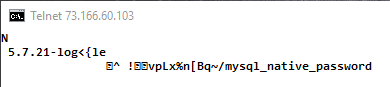 Telnet 73.166.60.103
N
5.7.21-log<{le
^ !vpLx%n[Bq~/mysql_native_password